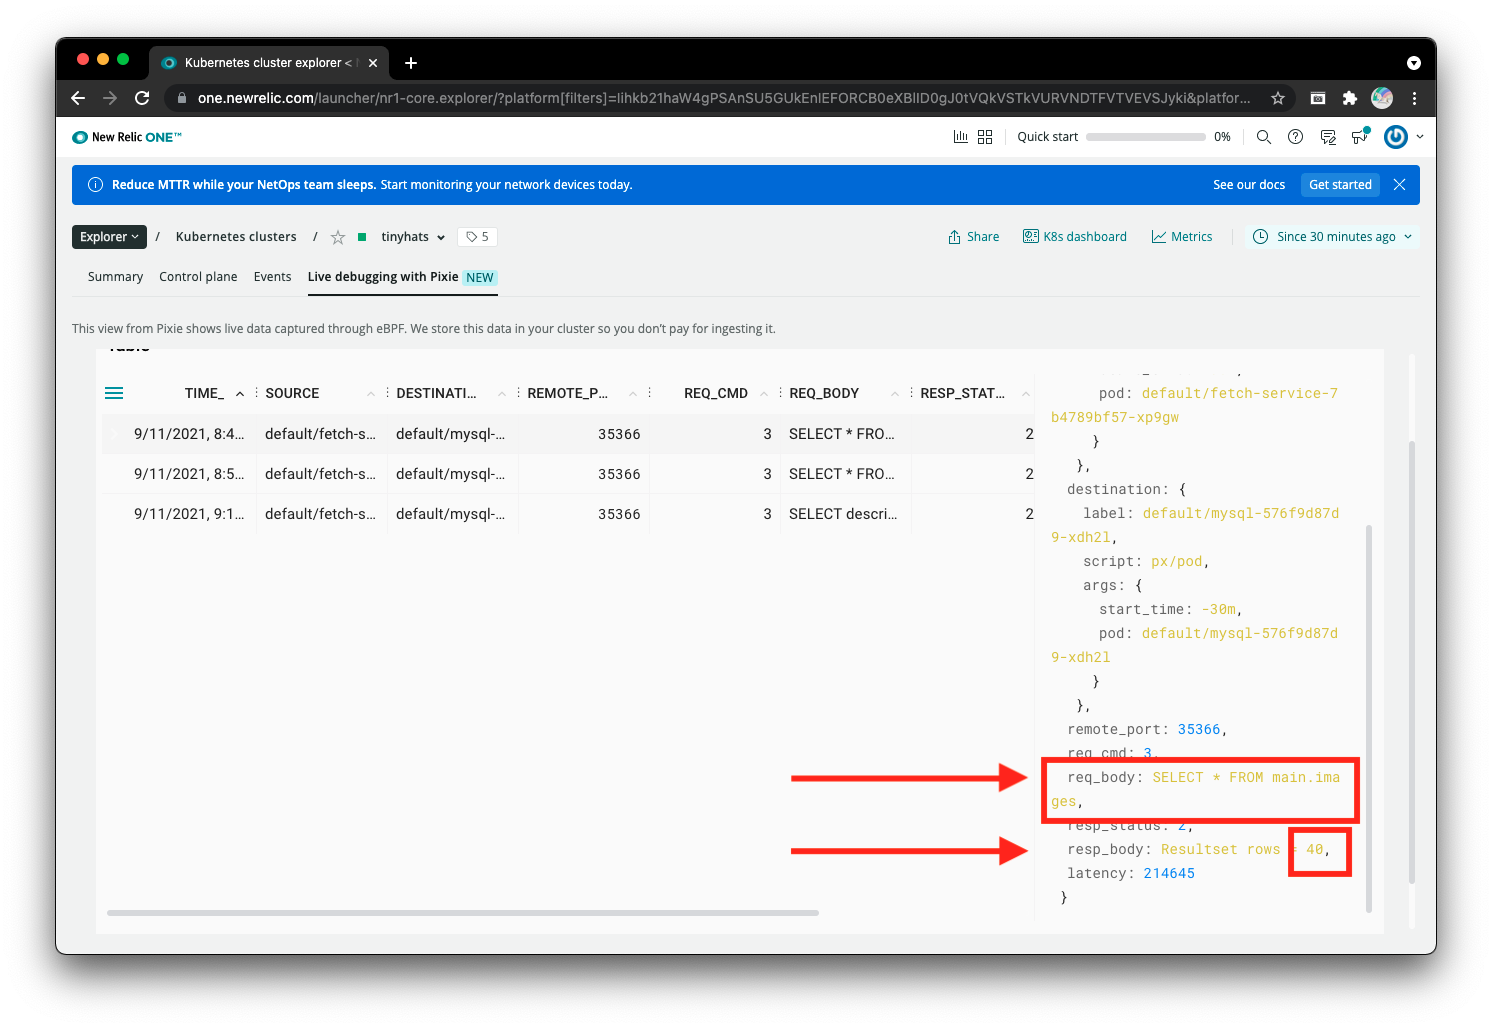 Kubernetes cluster explorer <
one.newrelic.com/launcher/nr1-core.explorer/?platform[filters]=Iihkb21haW4gPSAnSU5GUkEnIEFORCB0eXBlID0gJ0tVQkVSTkVURVNDTFVTVEVSJyki&platfor...
New Relic ONE™
Quick start 0%
Reduce MTTR while your NetOps team sleeps. Start monitoring your network devices today. See our docs Get started
Explorer / Kubernetes clusters / tinyhats 5 Share K8s dashboard Metrics Since 30 minutes ago
Summary Control plane Events Live debugging with Pixie NEW
This view from Pixie shows live data captured through eBPF. We store this data in your cluster so you don't pay for ingesting it.
Table
TIME_ SOURCE DESTINATI... REMOTE_P... REQ_CMD REQ_BODY RESP_STAT...
9/11/2021, 8:4... default/fetch-s... default/mysql-... 35366 3 SELECT * FRO... 2
9/11/2021, 8:5... default/fetch-s... default/mysql-... 35366 3 SELECT * FRO... 2
9/11/2021, 9:1... default/fetch-s... default/mysql-... 35366 3 SELECT descri... 2
pod: default/fetch-service-7
b4789bf57-xp9gw
}
},
destination: {
label: default/mysql-576f9d87d
9-xdh2l,
script: px/pod,
args: {
start_time: -30m,
pod: default/mysql-576f9d87d
9-xdh2l
}
},
remote_port: 35366,
req_cmd: 3,
req_body: SELECT * FROM main.ima
ges,
resp_status: 2,
resp_body: Resultset rows = 40,
latency: 214645
}